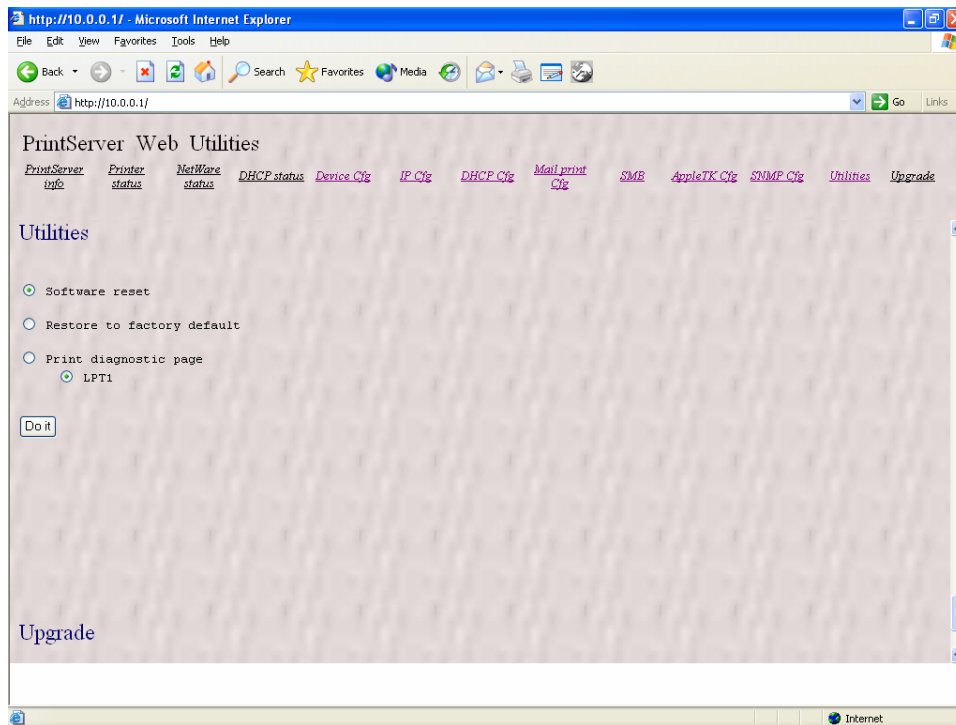 http://10.0.0.1/ - Microsoft Internet Explorer
File Edit View Favorites Tools Help
Back Search Favorites Media
Address http://10.0.0.1/ Go Links
PrintServer Web Utilities
PrintServer info Printer status NetWare status DHCP status Device Cfg IP Cfg DHCP Cfg Mail print Cfg SMB AppleTK Cfg SNMP Cfg Utilities Upgrade
Utilities
Software reset
Restore to factory default
Print diagnostic page
LPT1
Do it
Upgrade
Internet